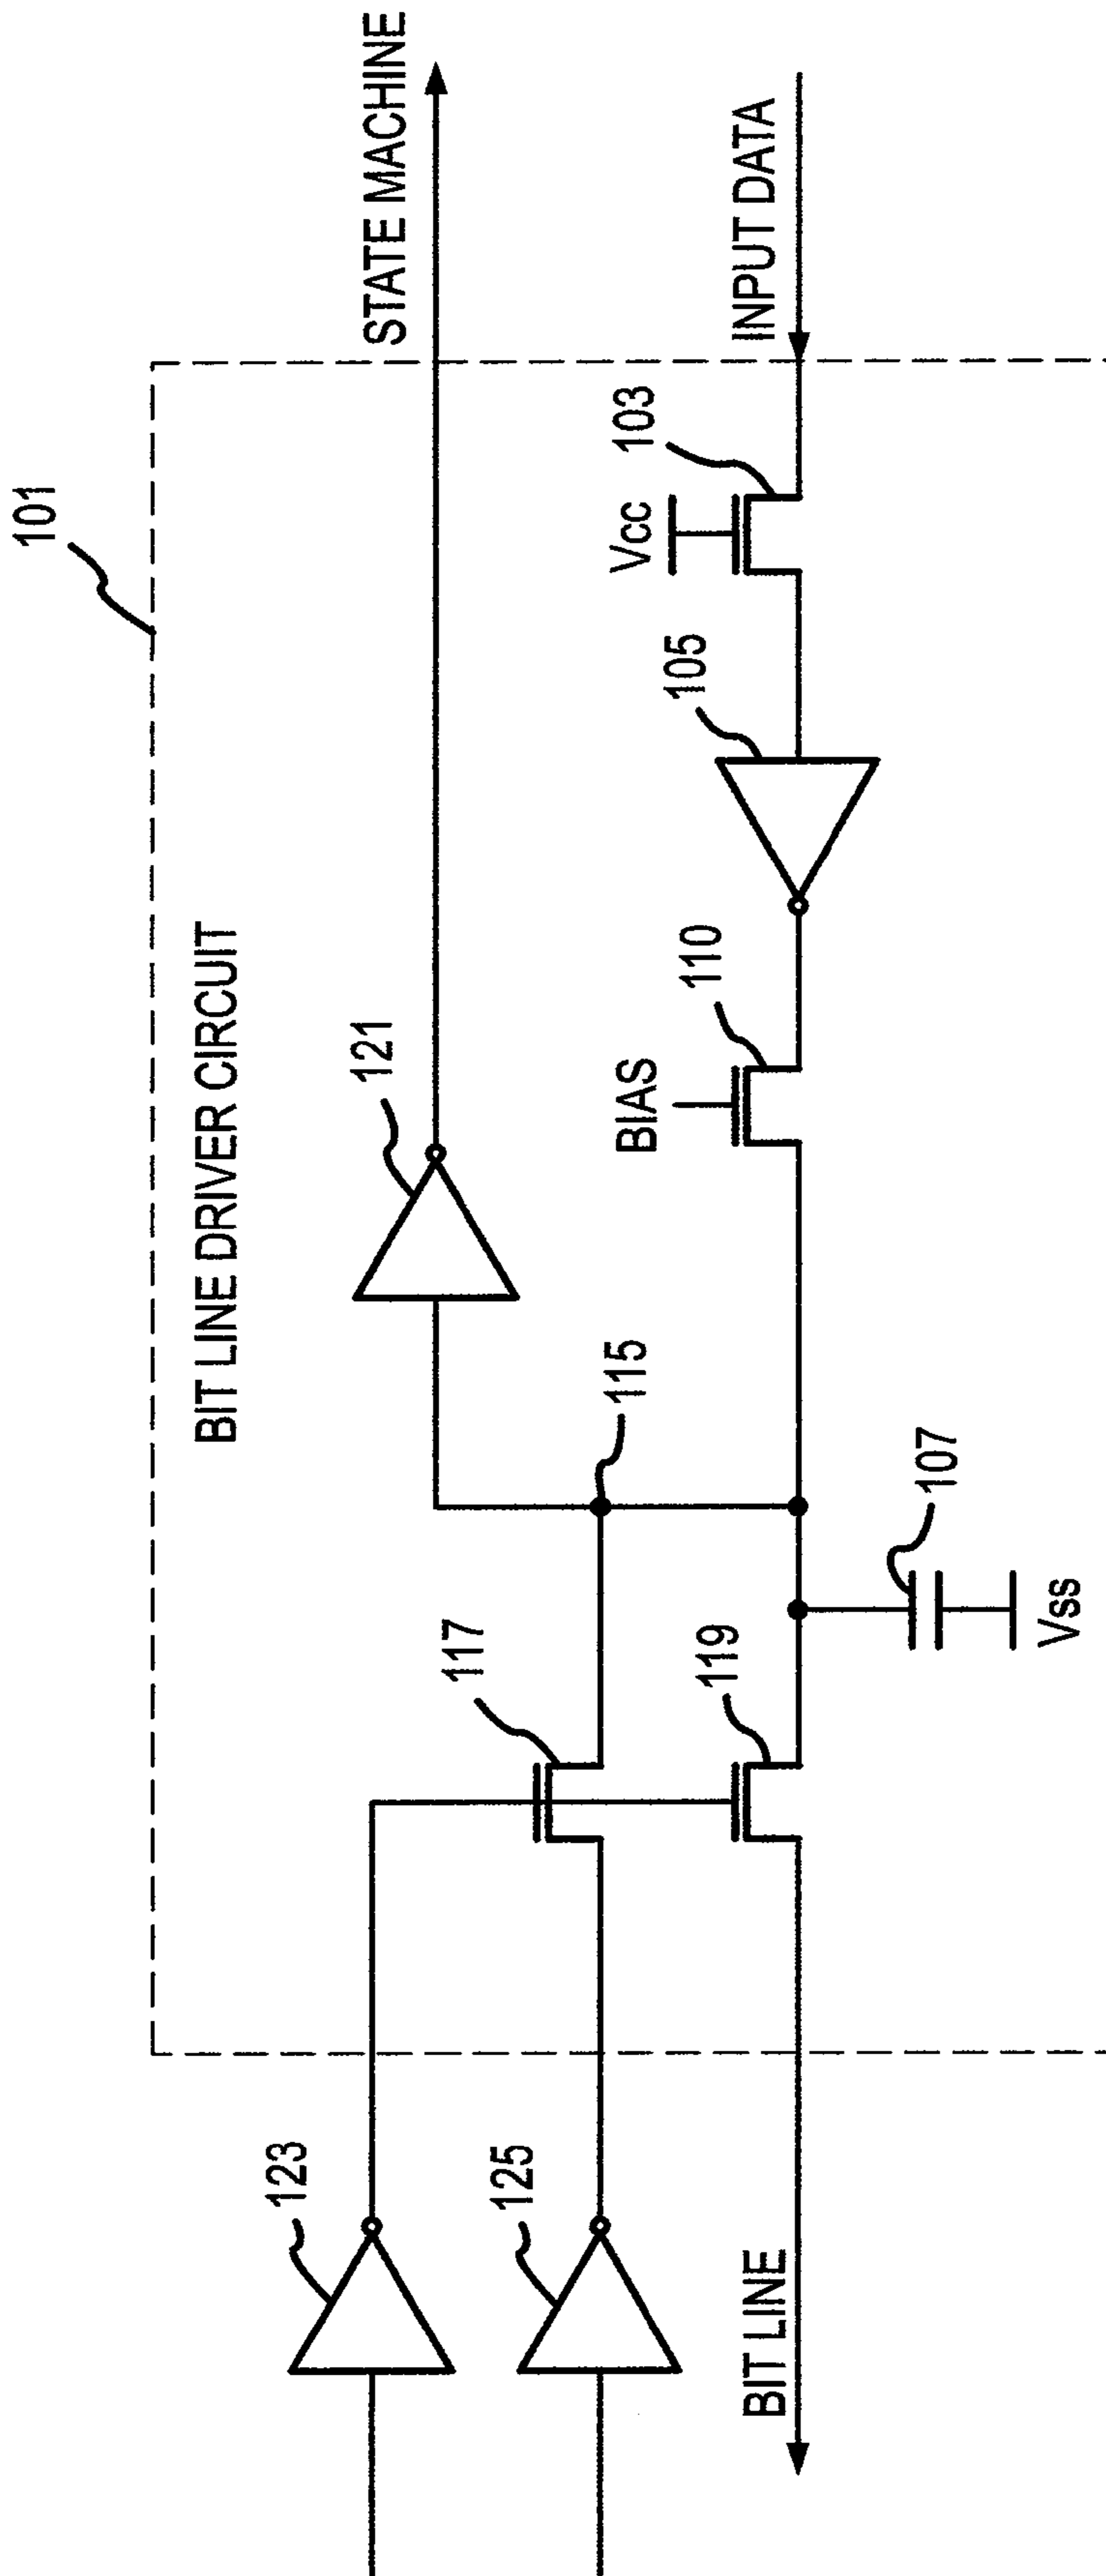 101
BIT LINE DRIVER CIRCUIT
STATE MACHINE
121
123
117
115
BIAS
110
105
Vcc
103
INPUT DATA
125
119
107
Vss
BIT LINE